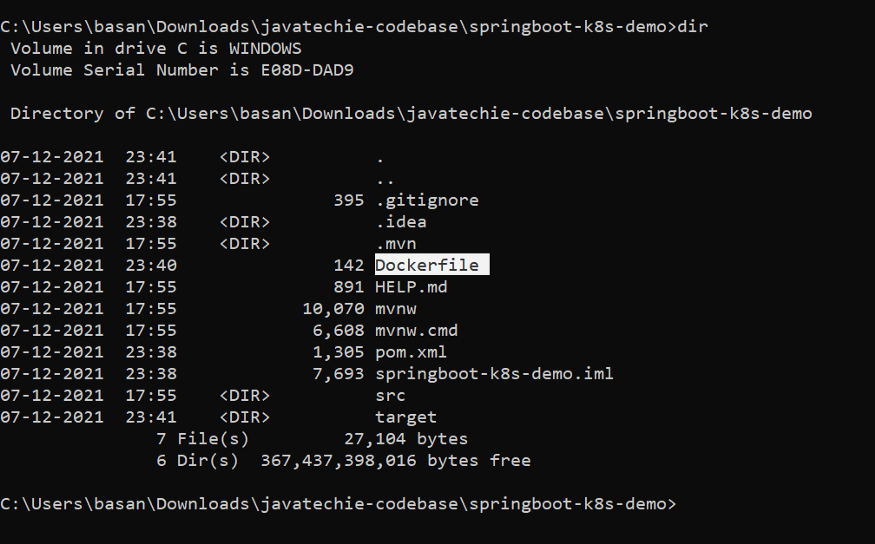 C:\Users\basan\Downloads\javatechie-codebase\springboot-k8s-demo>dir
 Volume in drive C is WINDOWS
 Volume Serial Number is E08D-DAD9
 Directory of C:\Users\basan\Downloads\javatechie-codebase\springboot-k8s-demo
07-12-2021  23:41    <DIR>          .
07-12-2021  23:41    <DIR>          ..
07-12-2021  17:55               395 .gitignore
07-12-2021  23:38    <DIR>          .idea
07-12-2021  17:55    <DIR>          .mvn
07-12-2021  23:40               142 Dockerfile
07-12-2021  17:55               891 HELP.md
07-12-2021  17:55            10,070 mvnw
07-12-2021  17:55             6,608 mvnw.cmd
07-12-2021  23:38             1,305 pom.xml
07-12-2021  23:38             7,693 springboot-k8s-demo.iml
07-12-2021  17:55    <DIR>          src
07-12-2021  23:41    <DIR>          target
               7 File(s)         27,104 bytes
               6 Dir(s)  367,437,398,016 bytes free
C:\Users\basan\Downloads\javatechie-codebase\springboot-k8s-demo>